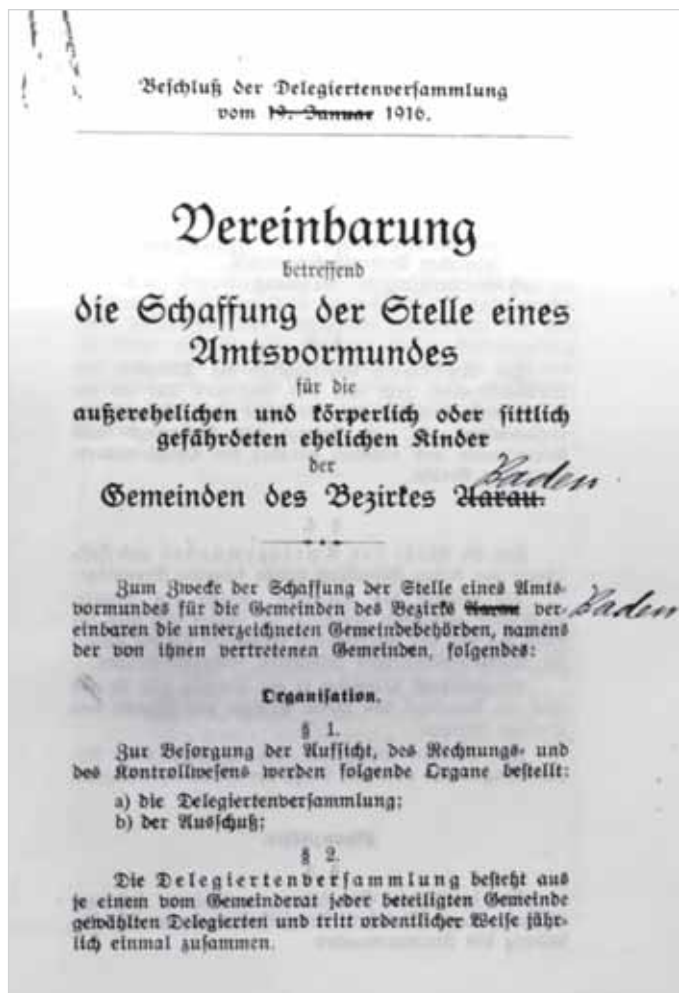 Beschluß der Delegiertenversammlung
vom 19. Januar 1916.
Vereinbarung
betreffend
die Schaffung der Stelle eines
Amtsvormundes
für die
außerehelichen und körperlich oder sittlich
gefährdeten ehelichen Kinder
der
Gemeinden des Bezirkes Aarau. Baden
Zum Zwecke der Schaffung der Stelle eines Amts-
vormundes für die Gemeinden des Bezirks Aarau ver- Baden
einbaren die unterzeichneten Gemeindebehörden, namens
der von ihnen vertretenen Gemeinden, folgendes:
Organisation.
§ 1.
Zur Besorgung der Aufsicht, des Rechnungs- und
des Kontrollwesens werden folgende Organe bestellt:
a) die Delegiertenversammlung;
b) der Ausschuß;
§ 2.
Die Delegiertenversammlung besteht aus
je einem vom Gemeinderat jeder beteiligten Gemeinde
gewählten Delegierten und tritt ordentlicher Weise jähr-
lich einmal zusammen.